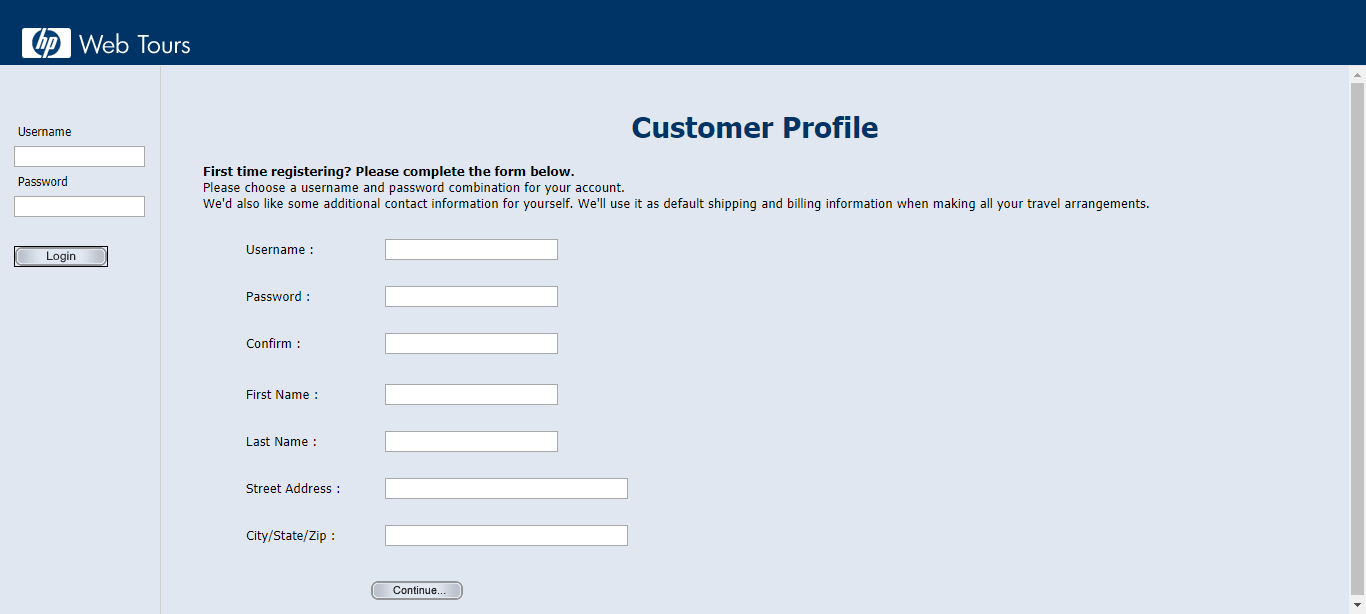 hp Web Tours
Username
Password
Login
Customer Profile
First time registering? Please complete the form below.
Please choose a username and password combination for your account.
We'd also like some additional contact information for yourself. We'll use it as default shipping and billing information when making all your travel arrangements.
Username :
Password :
Confirm :
First Name :
Last Name :
Street Address :
City/State/Zip :
Continue...